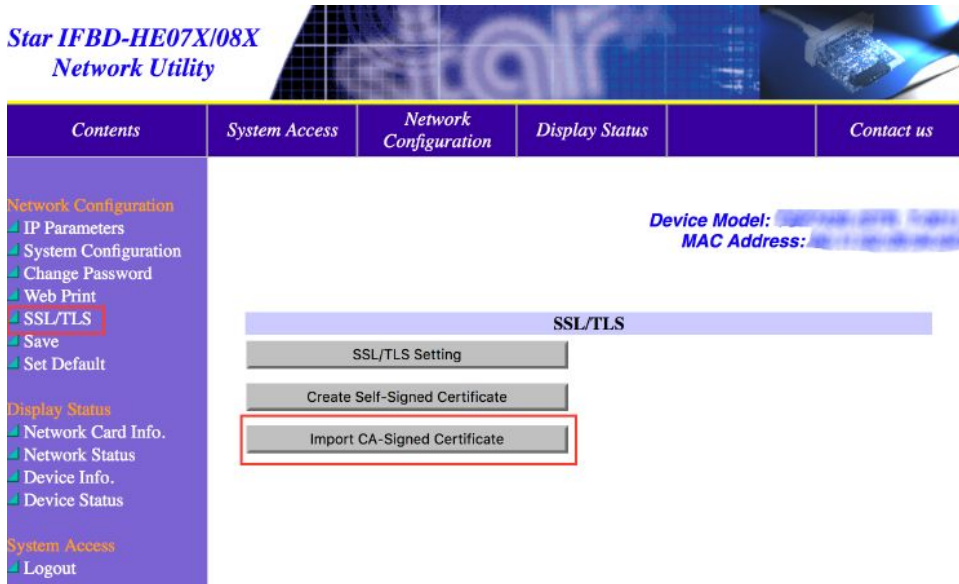 Star IFBD-HE07X/08X
Network Utility
star
Contents
System Access
Network
Configuration
Display Status
Contact us
Network Configuration
IP Parameters
System Configuration
Change Password
Web Print
SSL/TLS
Save
Set Default
Display Status
Network Card Info.
Network Status
Device Info.
Device Status
System Access
Logout
Device Model:
MAC Address:
SSL/TLS
SSL/TLS Setting
Create Self-Signed Certificate
Import CA-Signed Certificate